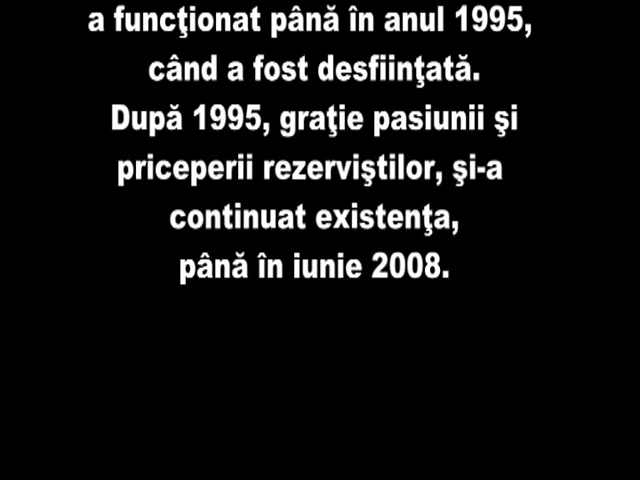 a funcţionat până în anul 1995,
când a fost desfiinţată.
După 1995, graţie pasiunii şi
priceperii rezerviştilor, şi-a
continuat existenţa,
până în iunie 2008.